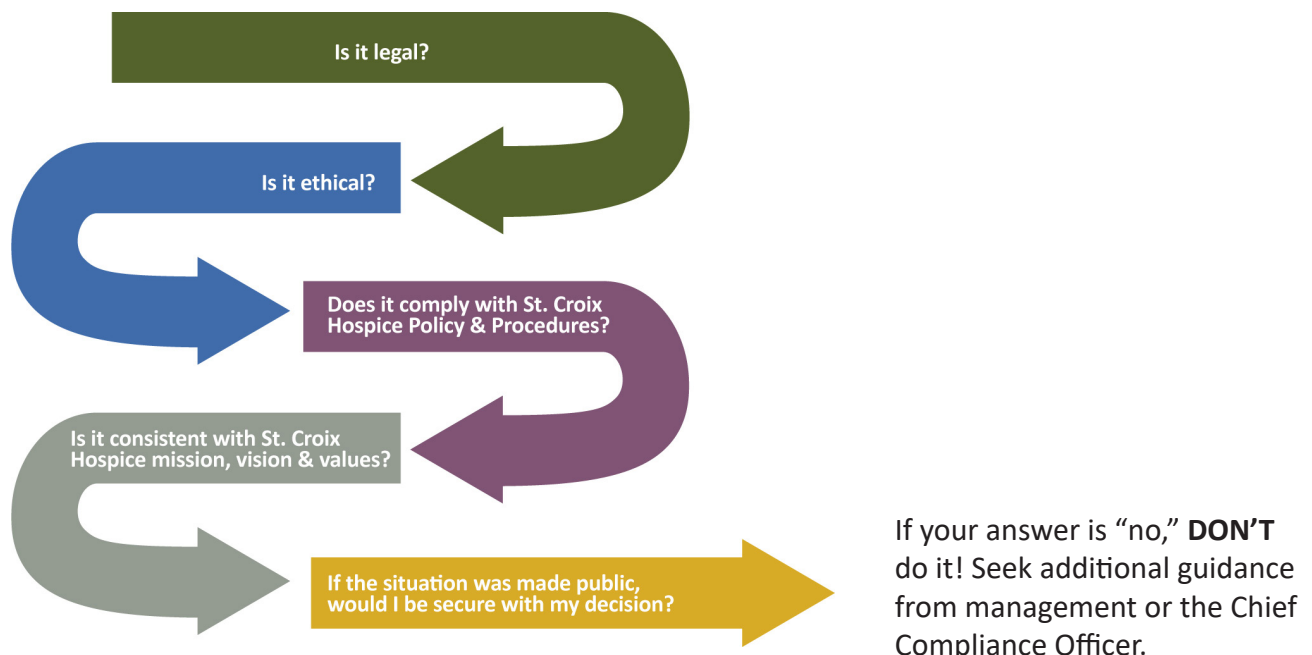 Is it legal?
Is it ethical?
Does it comply with St. Croix
Hospice Policy & Procedures?
Is it consistent with St. Croix
Hospice mission, vision & values?
If the situation was made public,
would I be secure with my decision?
If your answer is “no,” DON’T
do it! Seek additional guidance
from management or the Chief
Compliance Officer.